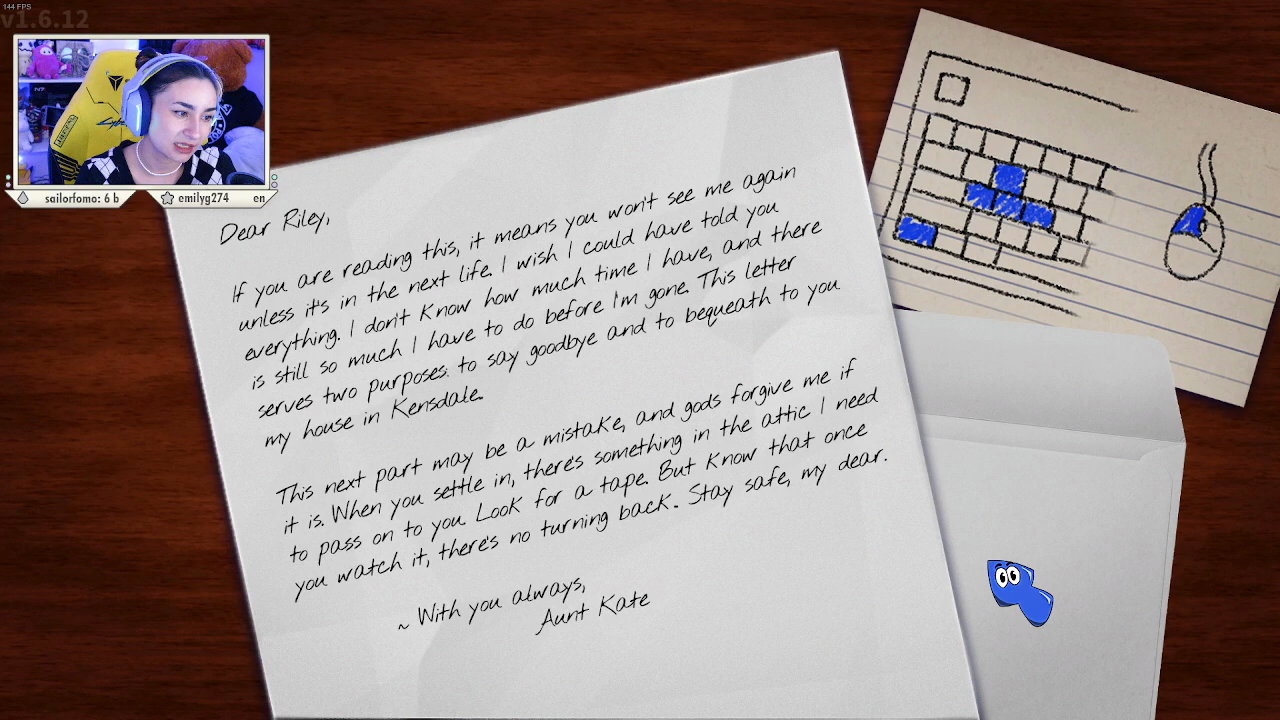 144 FPS
v1.6.12
sailorfomo: 6 b
emilyg274
en
Dear Riley,
If you are reading this, it means you won't see me again
unless it's in the next life. I wish I could have told you
everything. I don't know how much time I have, and there
is still so much I have to do before I'm gone. This letter
serves two purposes: to say goodbye and to bequeath to you
my house in Kensdale.
This next part may be a mistake, and gods forgive me if
it is. When you settle in, there's something in the attic I need
to pass on to you. Look for a tape. But know that once
you watch it, there's no turning back. Stay safe, my dear.
~ With you always,
Aunt Kate